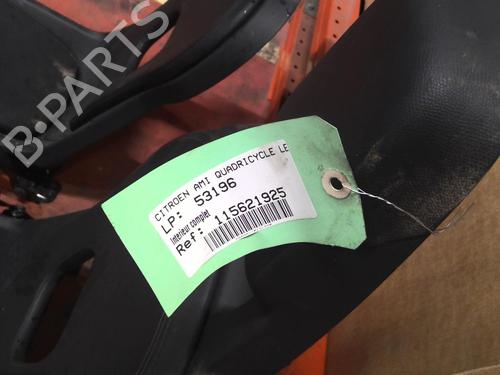 B-PARTS
CITROEN AMI QUADRICYCLE LE
LP: 53196
Intérieur complet
Ref: 115621925